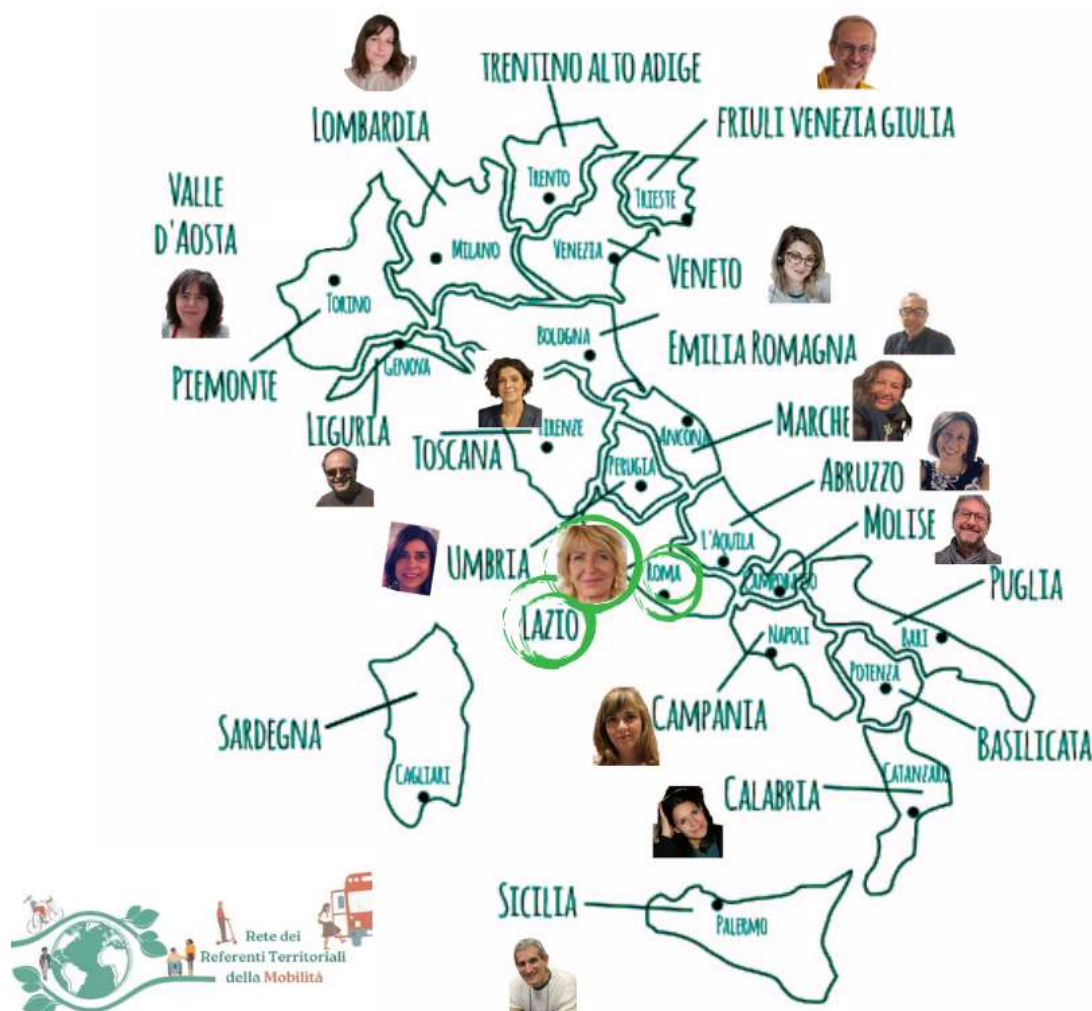 TRENTINO ALTO ADIGE
LOMBARDIA
FRIULI VENEZIA GIULIA
VALLE
D'AOSTA
TRENTO
TRIESTE
MILANO
VENEZIA
VENETO
TORINO
BOLOGNA
EMILIA ROMAGNA
PIEMONTE
GENOVA
LIGURIA
TOSCANA
IRENZE
ANCONA
MARCHE
PERUGIA
ABRUZZO
L'AQUILA
MOLISE
UMBRIA
ROMA
CAMPOBASSO
PUGLIA
LAZIO
NAPOLI
BARI
POTENZA
SARDEGNA
CAMPANIA
BASILICATA
CAGLIARI
CATANZARO
CALABRIA
SICILIA
PALERMO
Rete dei
Referenti Territoriali
della Mobilità